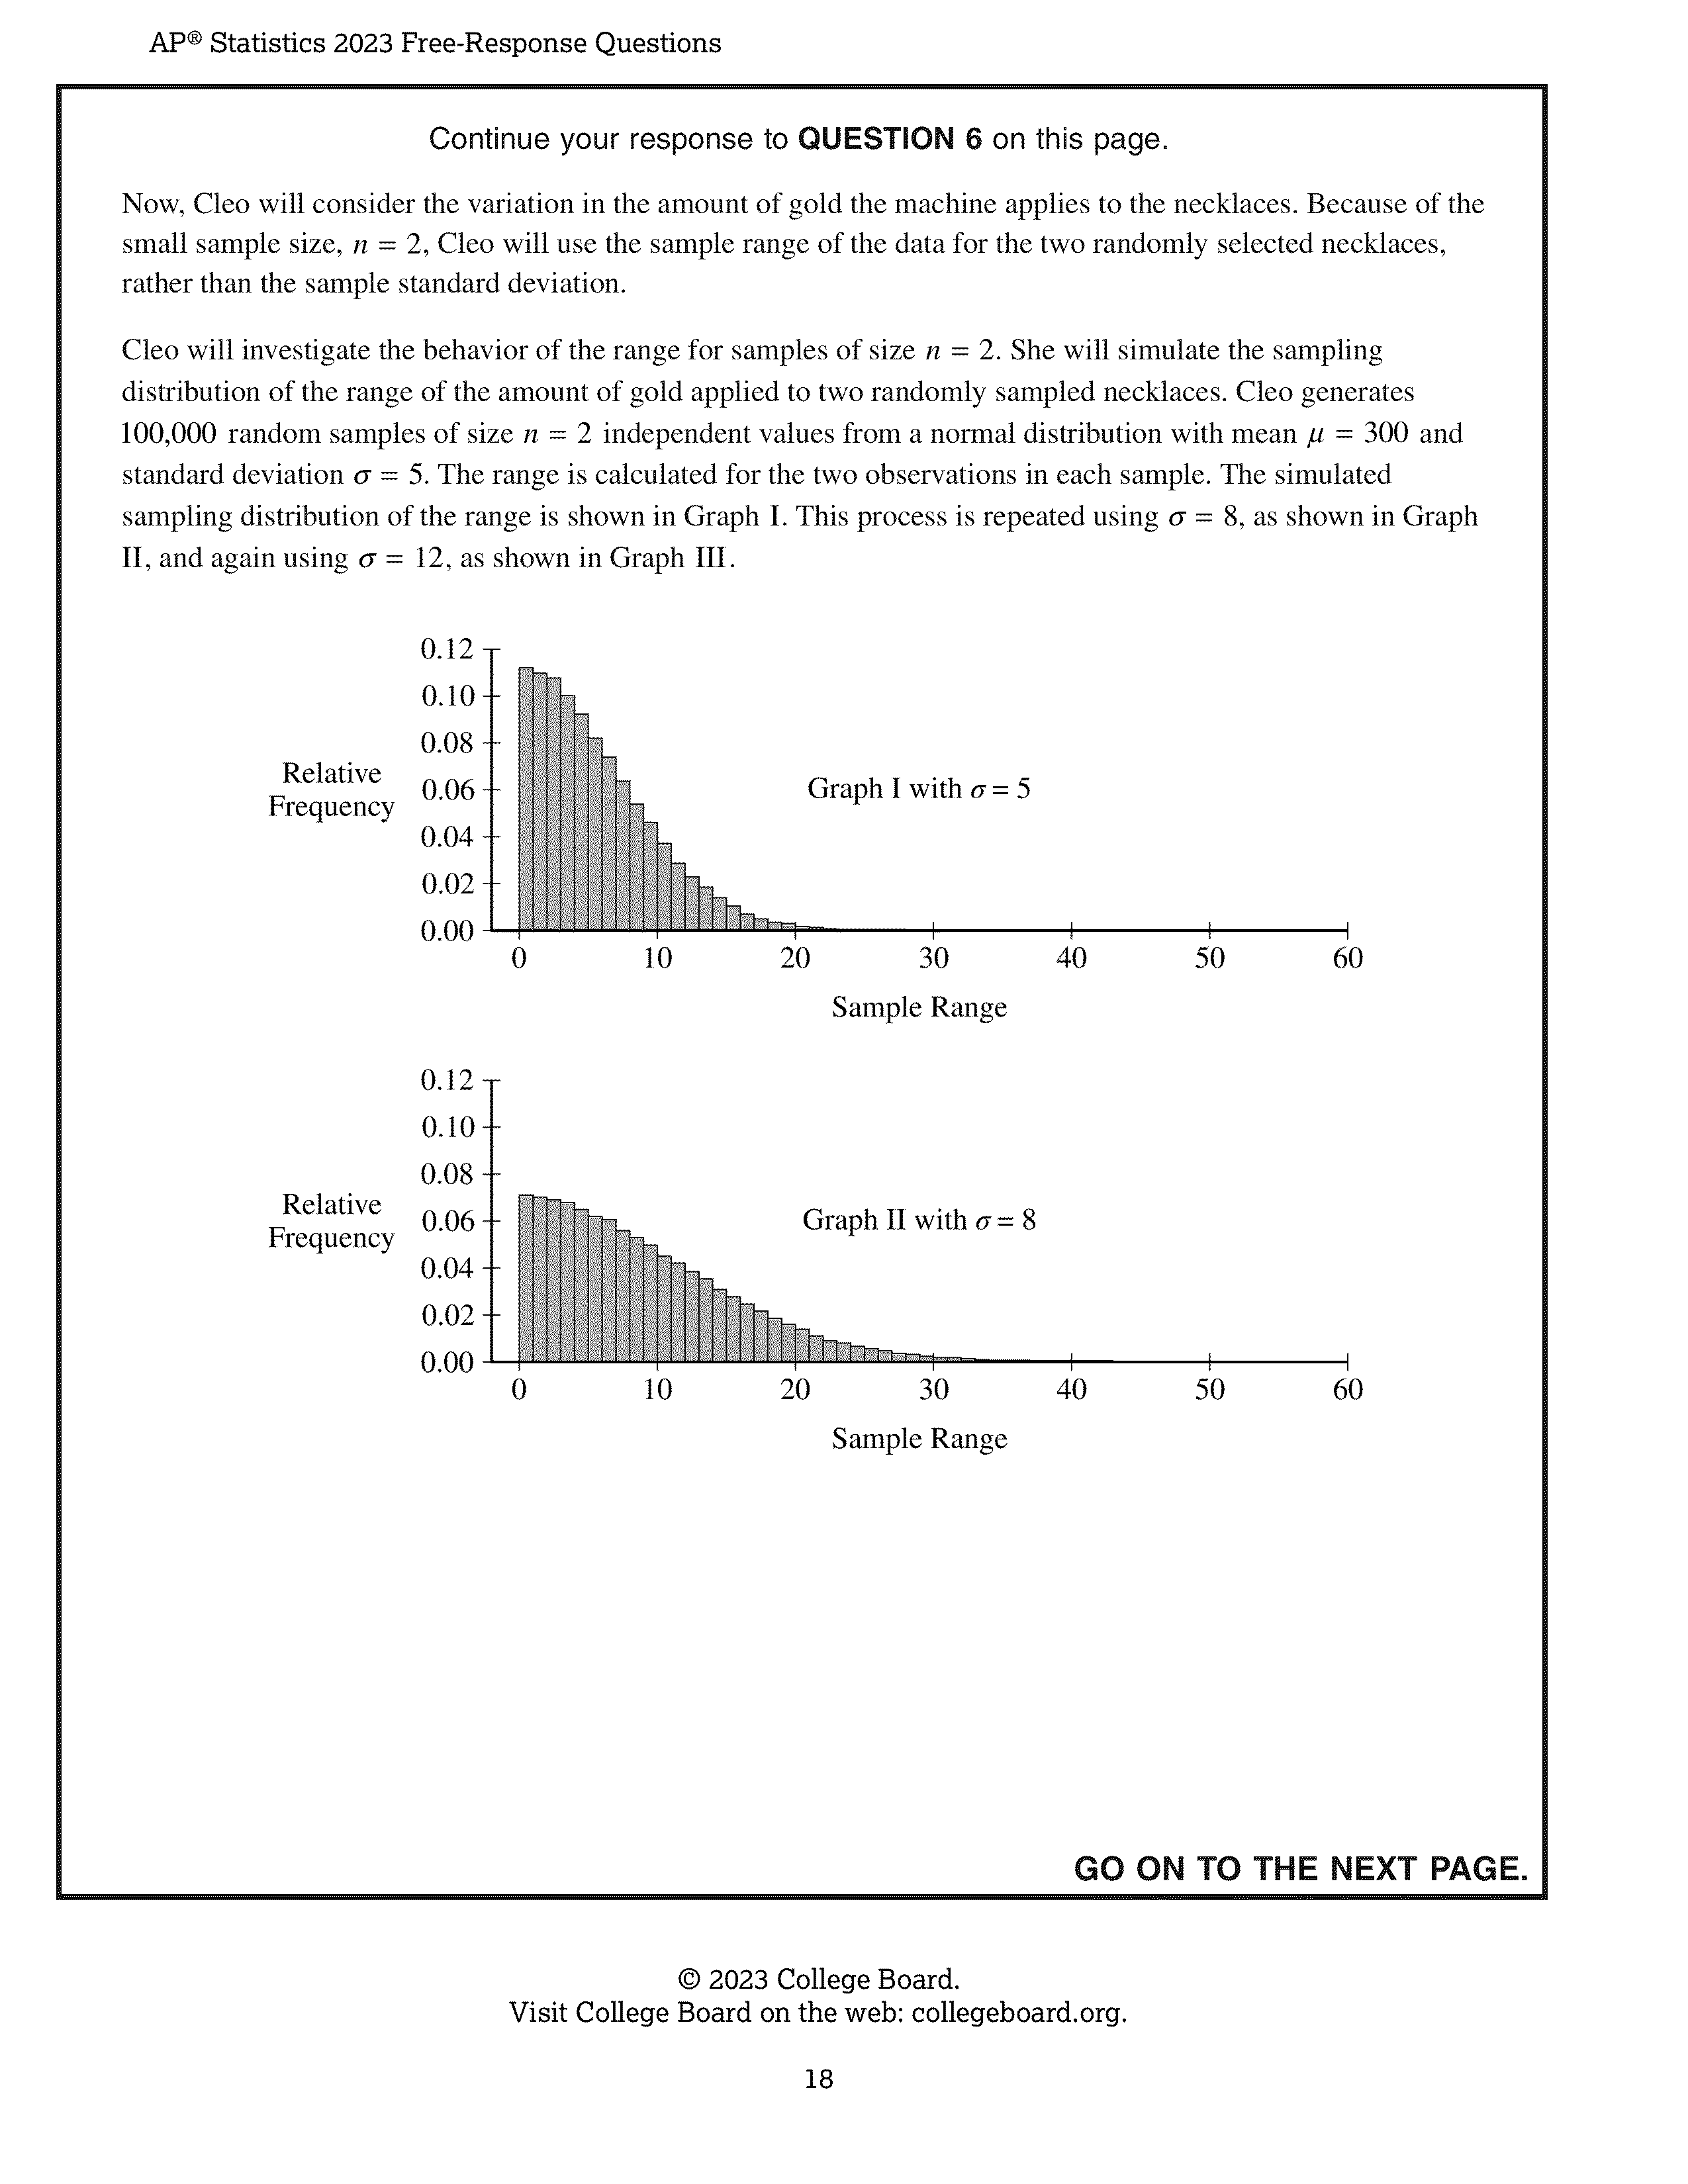 AP® Statistics 2023 Free-Response Questions
Continue your response to QUESTION 6 on this page.
Now, Cleo will consider the variation in the amount of gold the machine applies to the necklaces. Because of the
small sample size, n = 2, Cleo will use the sample range of the data for the two randomly selected necklaces,
rather than the sample standard deviation.
Cleo will investigate the behavior of the range for samples of size n = 2. She will simulate the sampling
distribution of the range of the amount of gold applied to two randomly sampled necklaces. Cleo generates
100,000 random samples of size n = 2 independent values from a normal distribution with mean μ = 300 and
standard deviation σ = 5. The range is calculated for the two observations in each sample. The simulated
sampling distribution of the range is shown in Graph I. This process is repeated using σ = 8, as shown in Graph
II, and again using σ = 12, as shown in Graph III.
0.12
0.10
0.08
Relative
Frequency
0.06
Graph I with σ = 5
0.04
0.02
0.00
0 10 20 30 40 50 60
Sample Range
0.12
0.10
0.08
Relative
Frequency
0.06
Graph II with σ = 8
0.04
0.02
0.00
0 10 20 30 40 50 60
Sample Range
GO ON TO THE NEXT PAGE.
© 2023 College Board.
Visit College Board on the web: collegeboard.org.
18